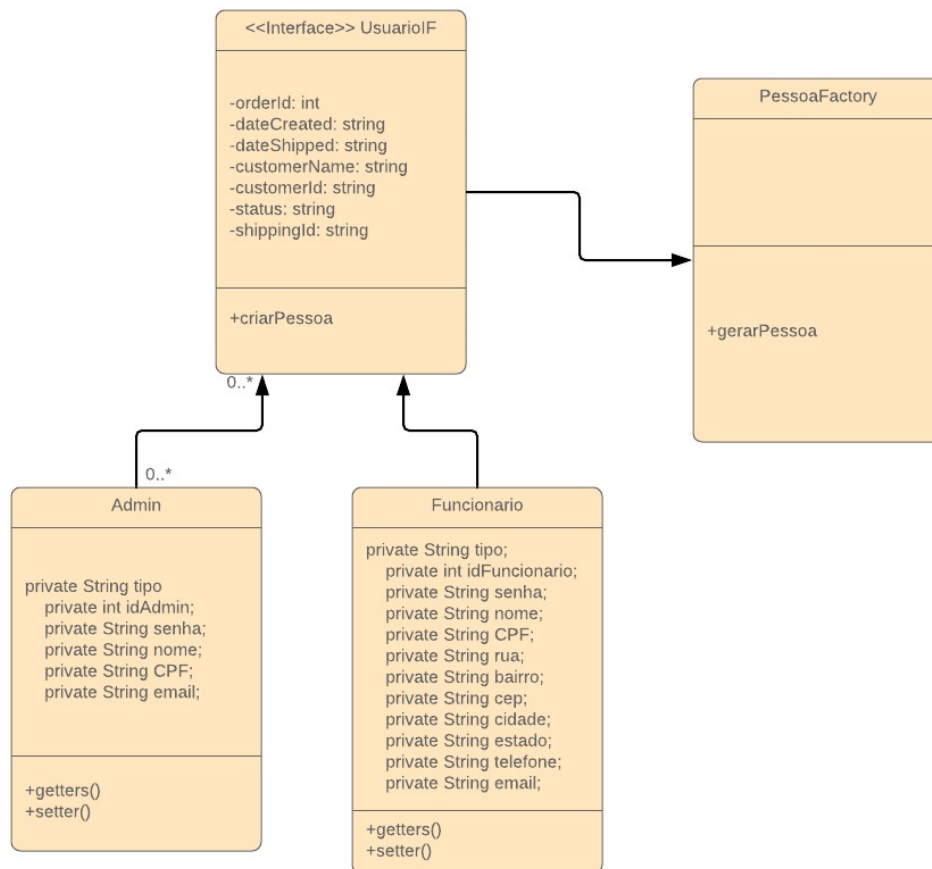 <<Interface>> UsuarioIF
-orderId: int
-dateCreated: string
-dateShipped: string
-customerName: string
-customerId: string
-status: string
-shippingId: string
+criarPessoa
PessoaFactory
+gerarPessoa
0..*
0..*
Admin
private String tipo
private int idAdmin;
private String senha;
private String nome;
private String CPF;
private String email;
+getters()
+setter()
Funcionario
private String tipo;
private int idFuncionario;
private String senha;
private String nome;
private String CPF;
private String rua;
private String bairro;
private String cep;
private String cidade;
private String estado;
private String telefone;
private String email;
+getters()
+setter()